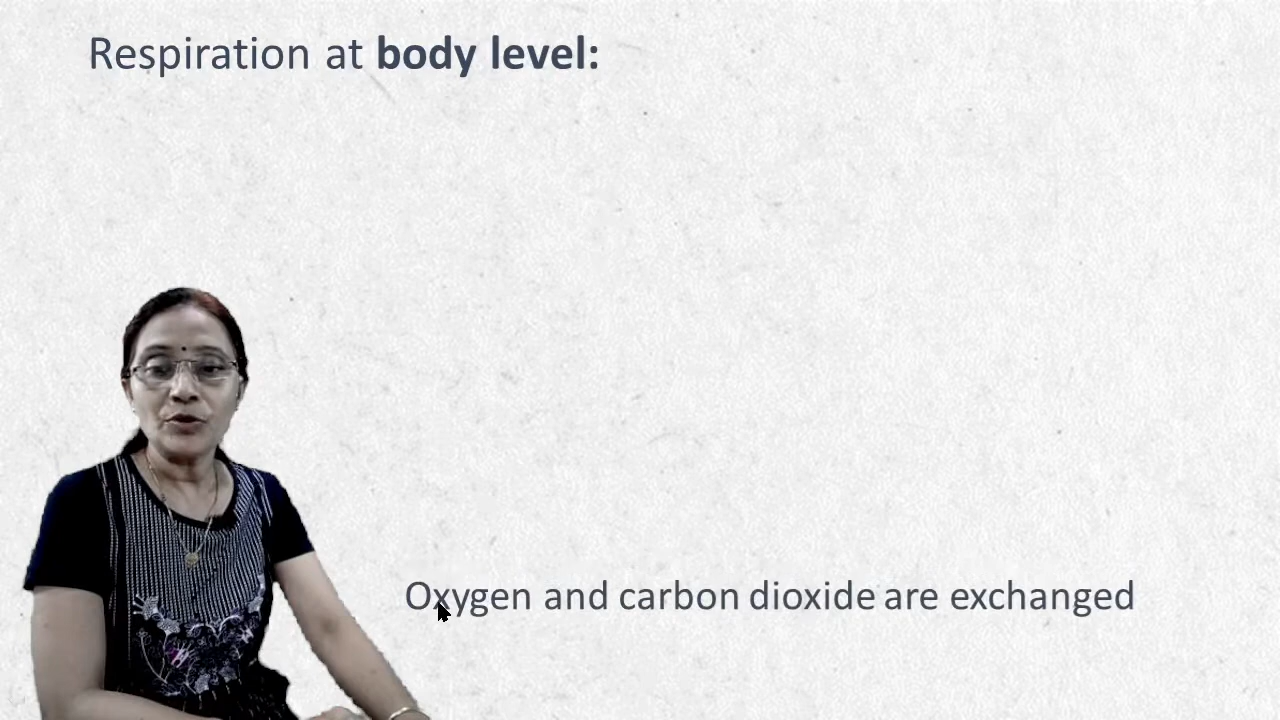 Respiration at body level:
Oxygen and carbon dioxide are exchanged